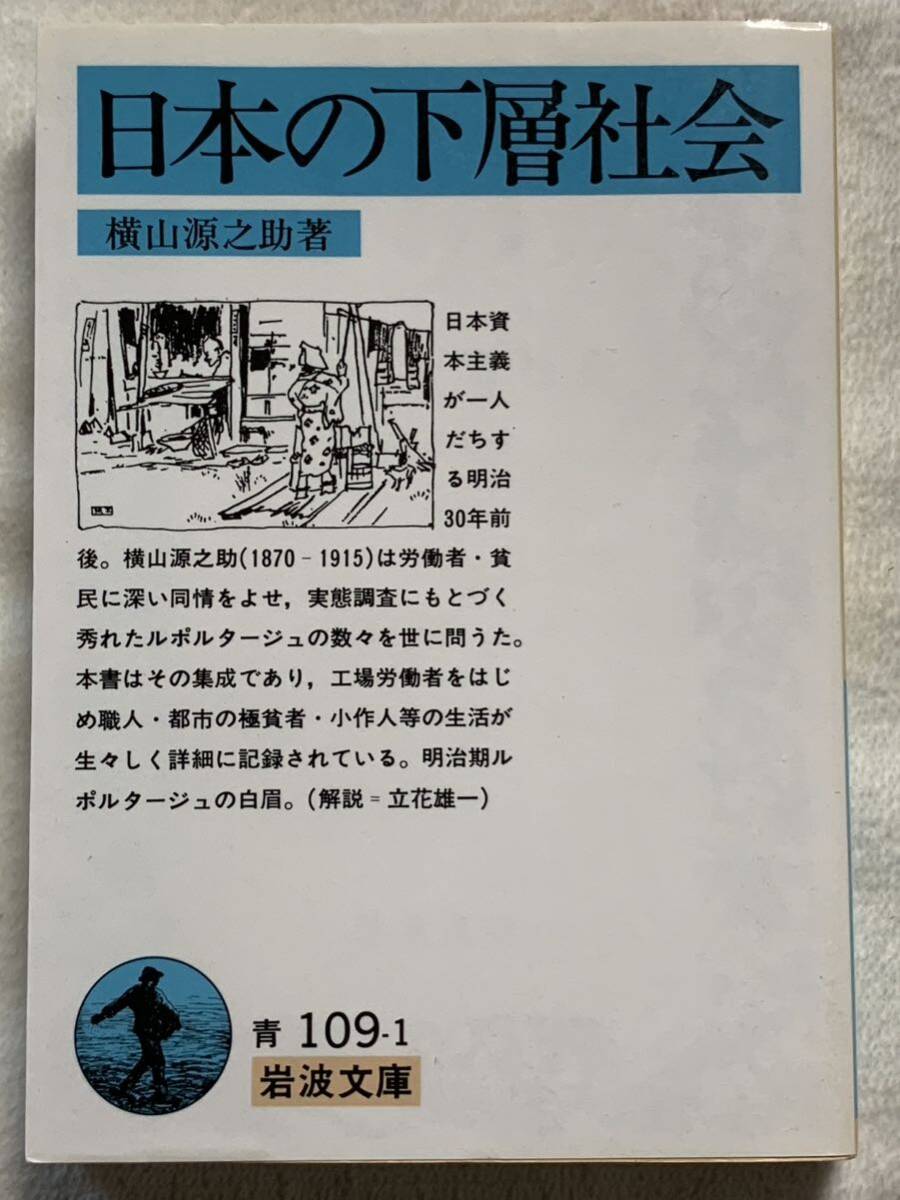 日本の下層社会
横山源之助著
日本資
本主義
が一人
だちす
る明治
30年前
後。横山源之助(1870－1915)は労働者・貧
民に深い同情をよせ，実態調査にもとづく
秀れたルポルタージュの数々を世に問うた。
本書はその集成であり，工場労働者をはじ
め職人・都市の極貧者・小作人等の生活が
生々しく詳細に記録されている。明治期ル
ポルタージュの白眉。(解説＝立花雄一)
青 109-1
岩波文庫